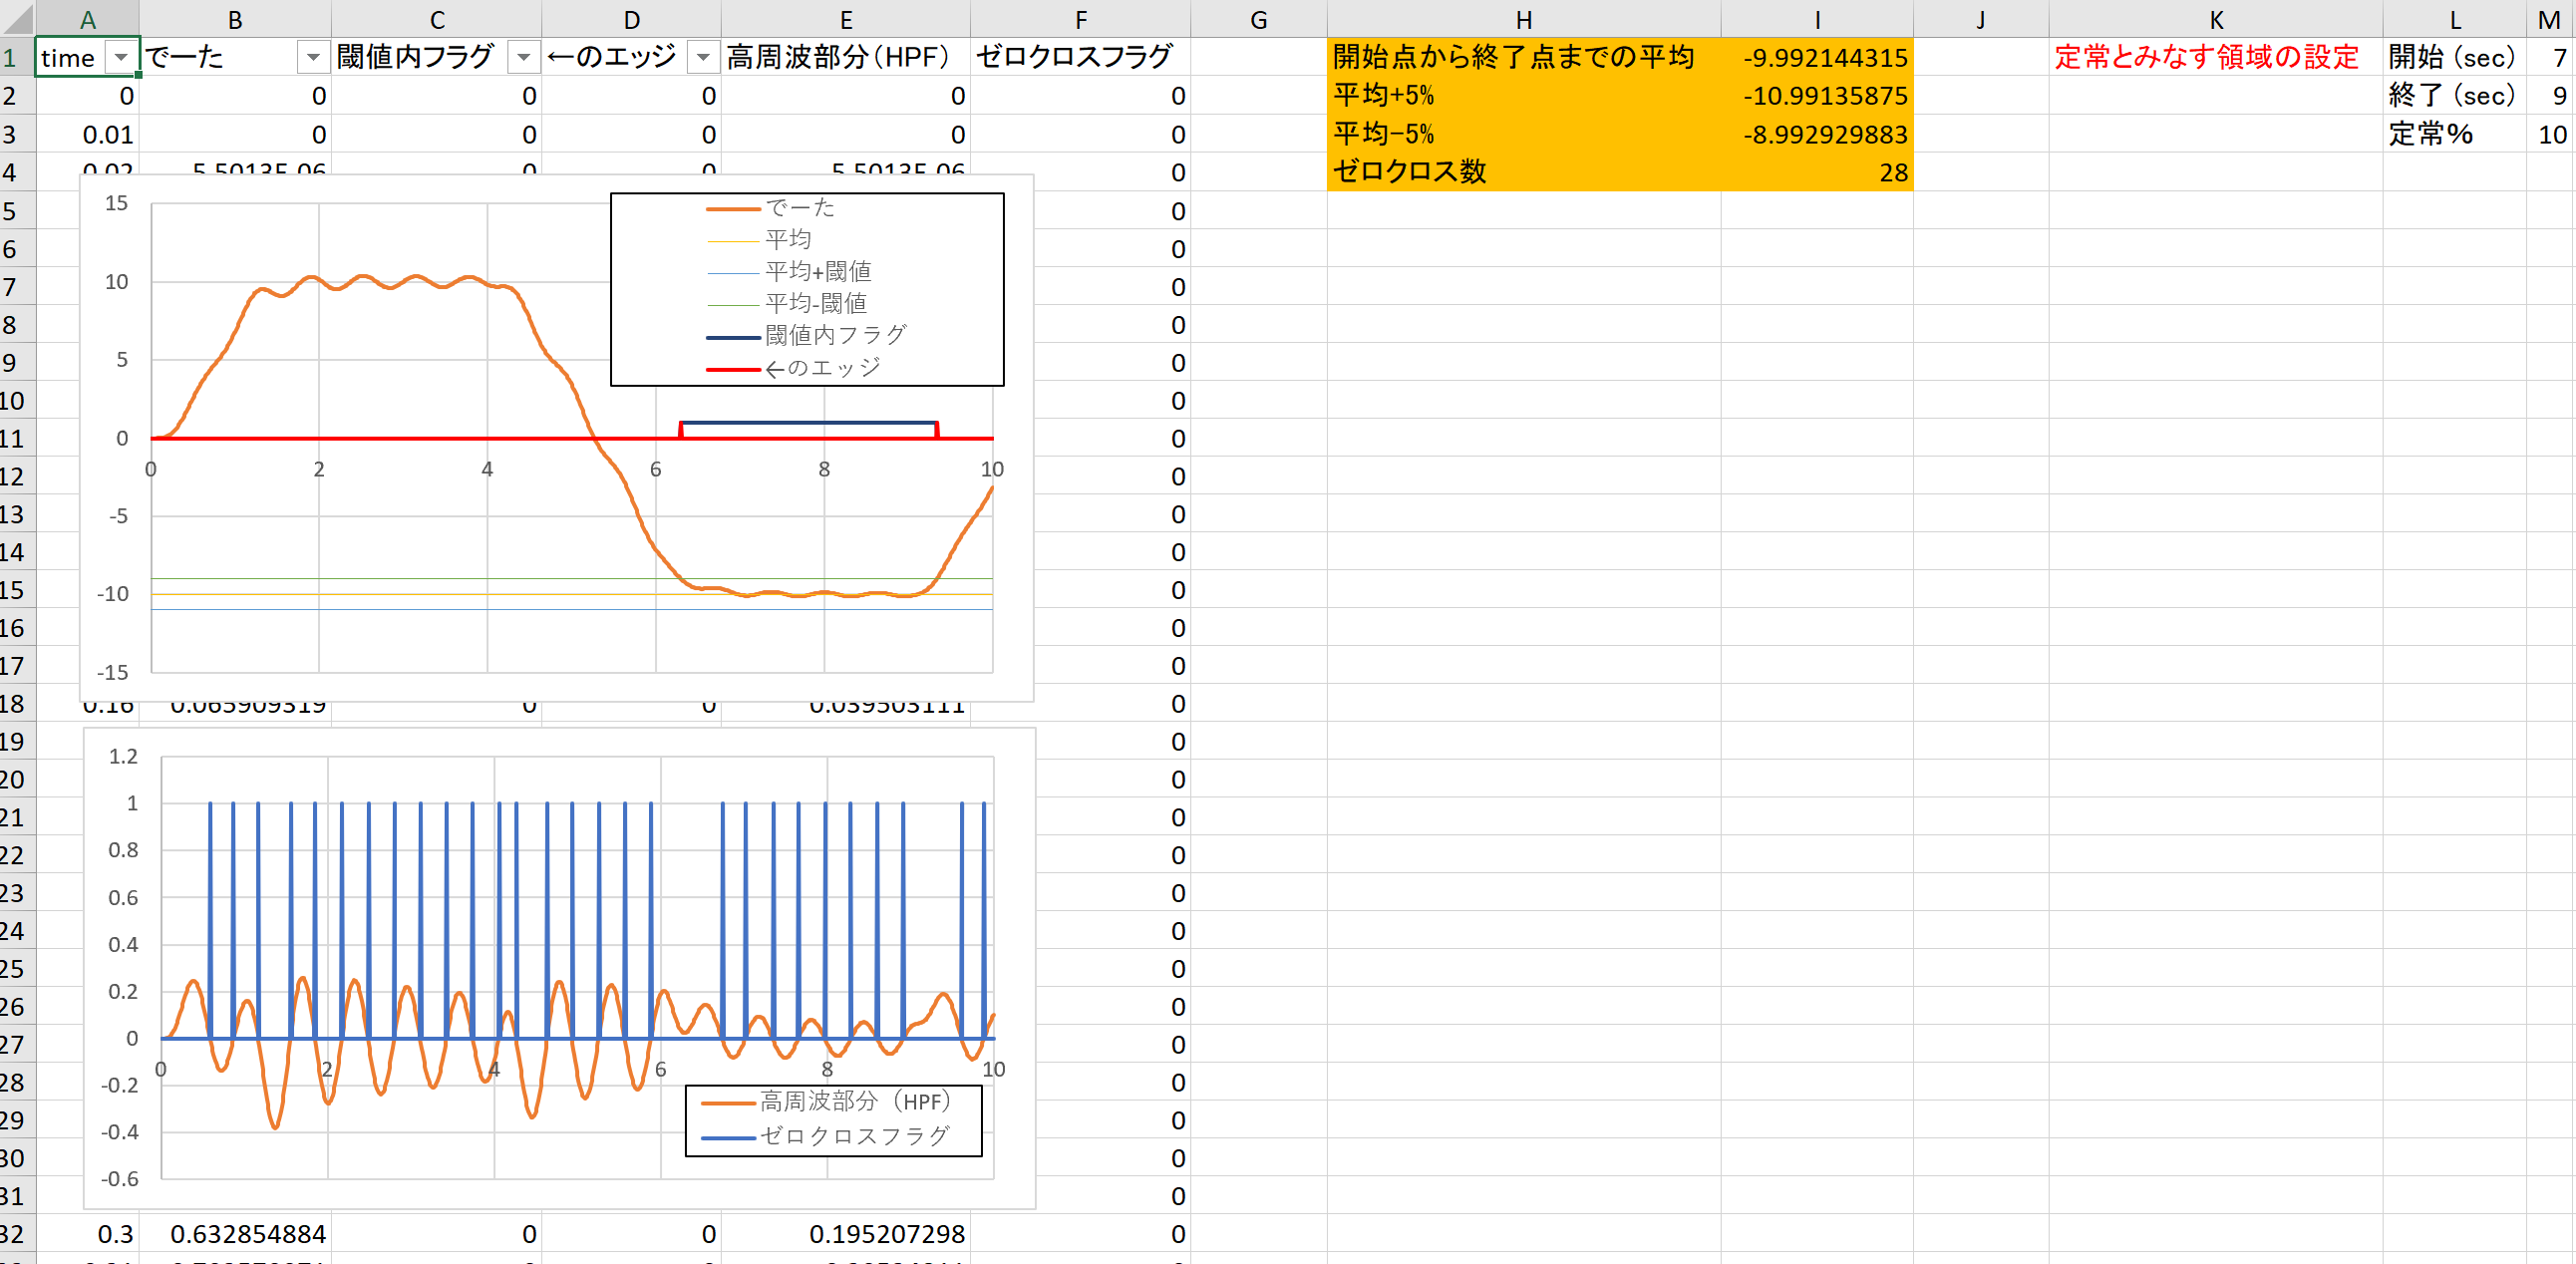 A B C D E F G H I J K L M
1 time でーた 閾値内フラグ ←のエッジ 高周波部分（HPF） ゼロクロスフラグ 開始点から終了点までの平均 -9.992144315 定常とみなす領域の設定 開始（sec） 7
2 0 0 0 0 0 0 平均+5% -10.99135875 終了（sec） 9
3 0.01 0 0 0 0 0 平均−5% -8.992929883 定常% 10
4 0.02 5.5013E-06 0 0 5.5013E-06 0 ゼロクロス数 28
5 0
6 0
7 0
8 0
9 0
10 0
11 0
12 0
13 0
14 0
15 0
16 0
17 0
15
10
5
0
-5
-10
-15
0 2 4 6 8 10
でーた
平均
平均+閾値
平均-閾値
閾値内フラグ
←のエッジ
18 0.16 0.065909319 0 0 0.039503111 0
19 0
20 0
21 0
22 0
23 0
24 0
25 0
26 0
27 0
28 0
29 0
30 0
31 0
1.2
1
0.8
0.6
0.4
0.2
0
-0.2
-0.4
-0.6
0 2 4 6 8 10
高周波部分（HPF）
ゼロクロスフラグ
32 0.3 0.632854884 0 0 0.195207298 0